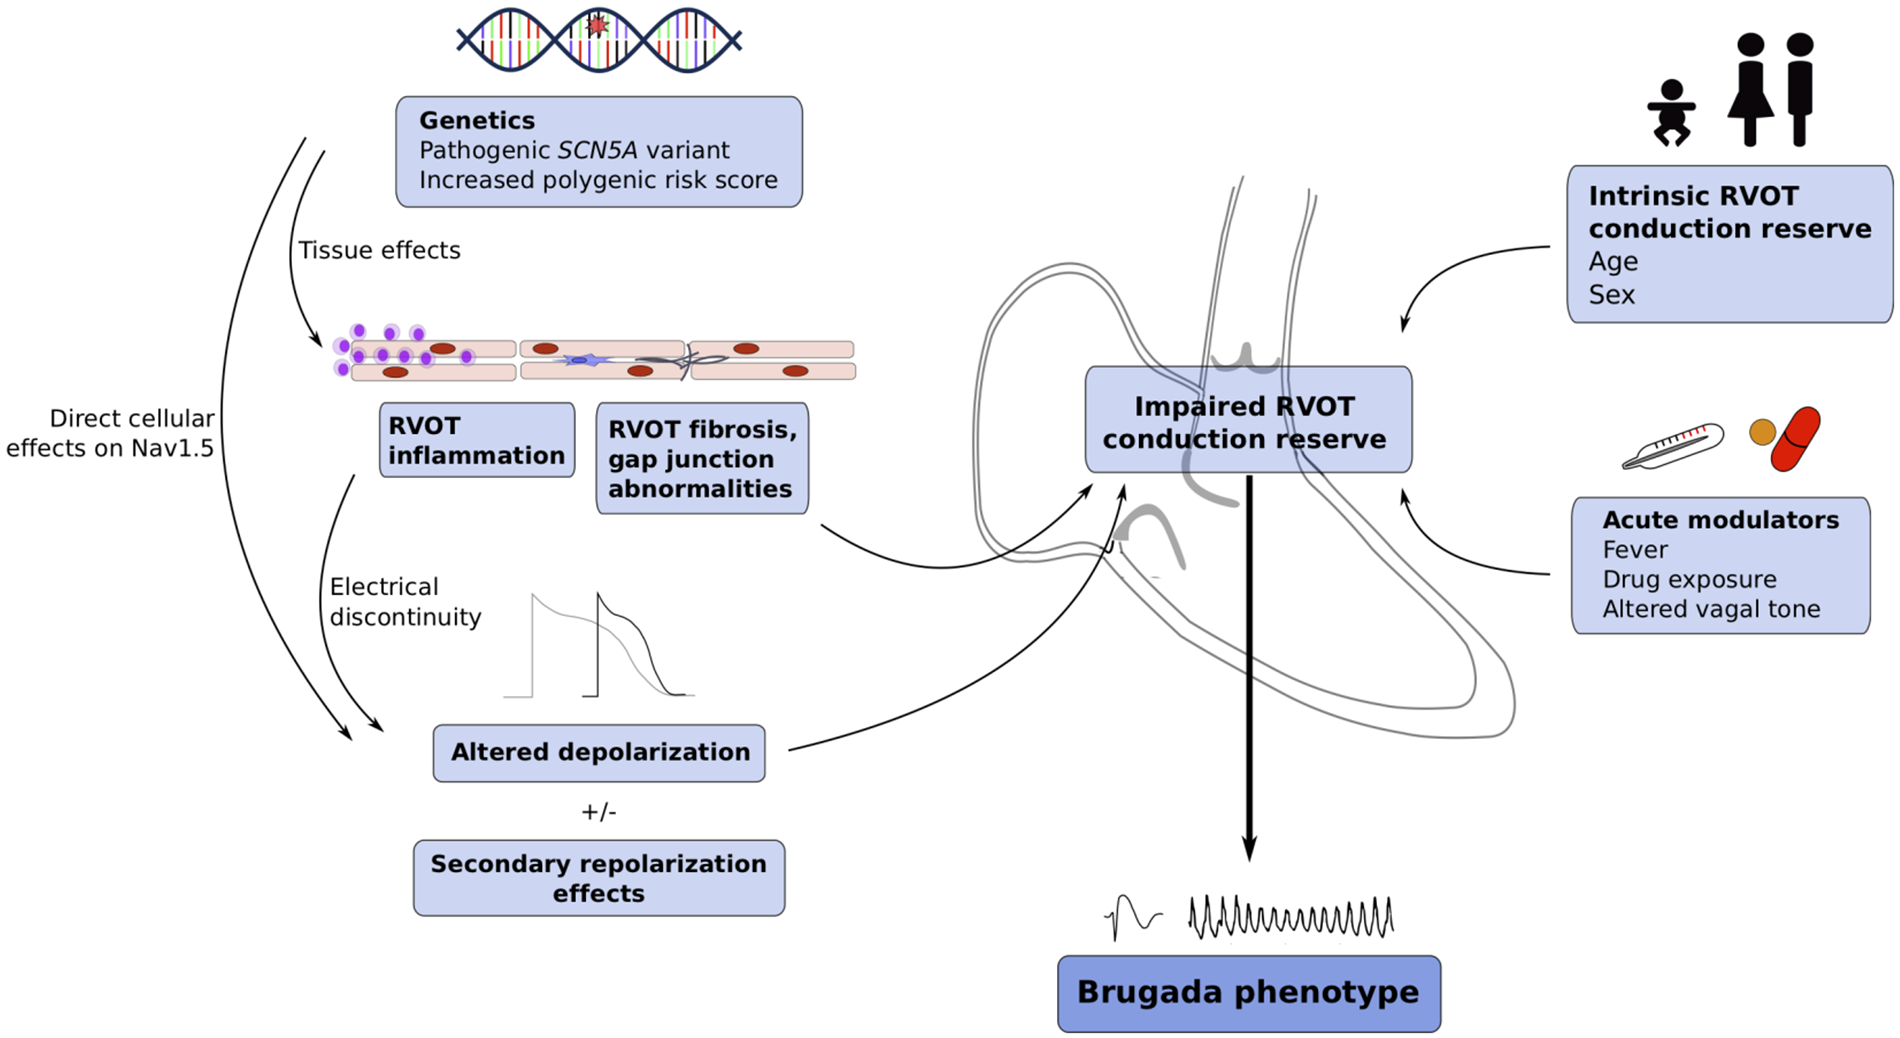 Genetics
Pathogenic SCN5A variant
Increased polygenic risk score
Tissue effects
Direct cellular
effects on Nav1.5
RVOT
inflammation
RVOT fibrosis,
gap junction
abnormalities
Electrical
discontinuity
Altered depolarization
+/-
Secondary repolarization
effects
Impaired RVOT
conduction reserve
Intrinsic RVOT
conduction reserve
Age
Sex
Acute modulators
Fever
Drug exposure
Altered vagal tone
Brugada phenotype